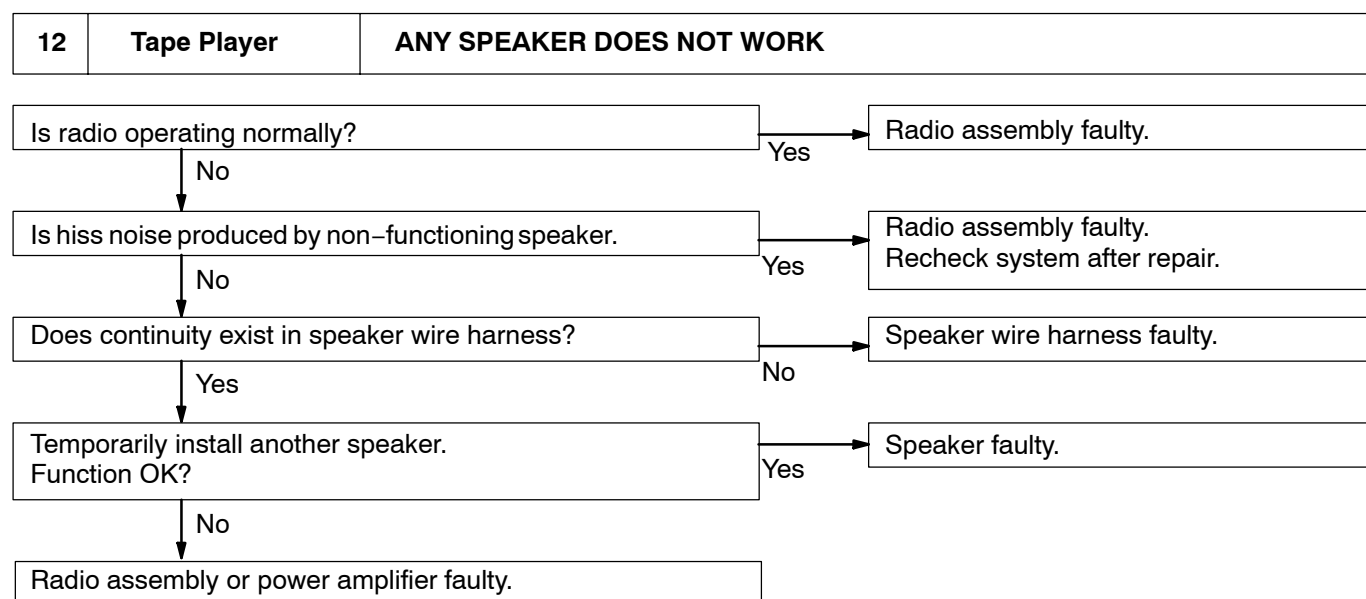 12 Tape Player ANY SPEAKER DOES NOT WORK
Is radio operating normally?
Yes
Radio assembly faulty.
No
Is hiss noise produced by non−functioning speaker.
Yes
Radio assembly faulty.
Recheck system after repair.
No
Does continuity exist in speaker wire harness?
No
Speaker wire harness faulty.
Yes
Temporarily install another speaker.
Function OK?
Yes
Speaker faulty.
No
Radio assembly or power amplifier faulty.